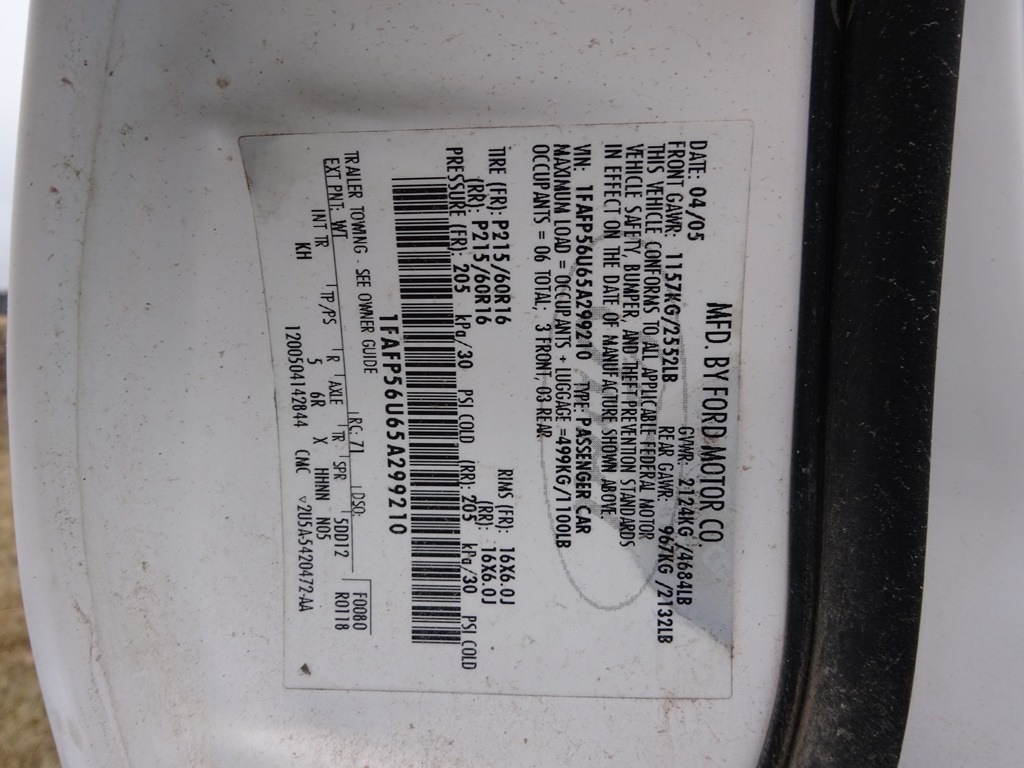 MFD. BY FORD MOTOR CO.
DATE: 04/05 GVWR: 2124KG /4684LB
FRONT GAWR: 1157KG/2552LB REAR GAWR: 967KG /2132LB
THIS VEHICLE CONFORMS TO ALL APPLICABLE FEDERAL MOTOR
VEHICLE SAFETY, BUMPER, AND THEFT PREVENTION STANDARDS
IN EFFECT ON THE DATE OF MANUFACTURE SHOWN ABOVE.
VIN: 1FAFP56U65A299210 TYPE: PASSENGER CAR
MAXIMUM LOAD = OCCUPANTS + LUGGAGE =499KG/1100LB
OCCUPANTS = 06 TOTAL; 3 FRONT, 03 REAR
TIRE (FR): P215/60R16 RIMS (FR): 16X6.0J
(RR): P215/60R16 (RR): 16X6.0J
PRESSURE (FR): 205 kPa/30 PSI COLD (RR): 205 kPa/30 PSI COLD
1FAFP56U65A299210
TRAILER TOWING - SEE OWNER GUIDE
EXT PNT: WT RC: 71 DSO: F0080
INT TR TP/PS R AXLE TR SPR 5DD12 R0118
KH 5 6R X HHNN N05
1200504142844 CMC ▽2U5A-5420472-AA